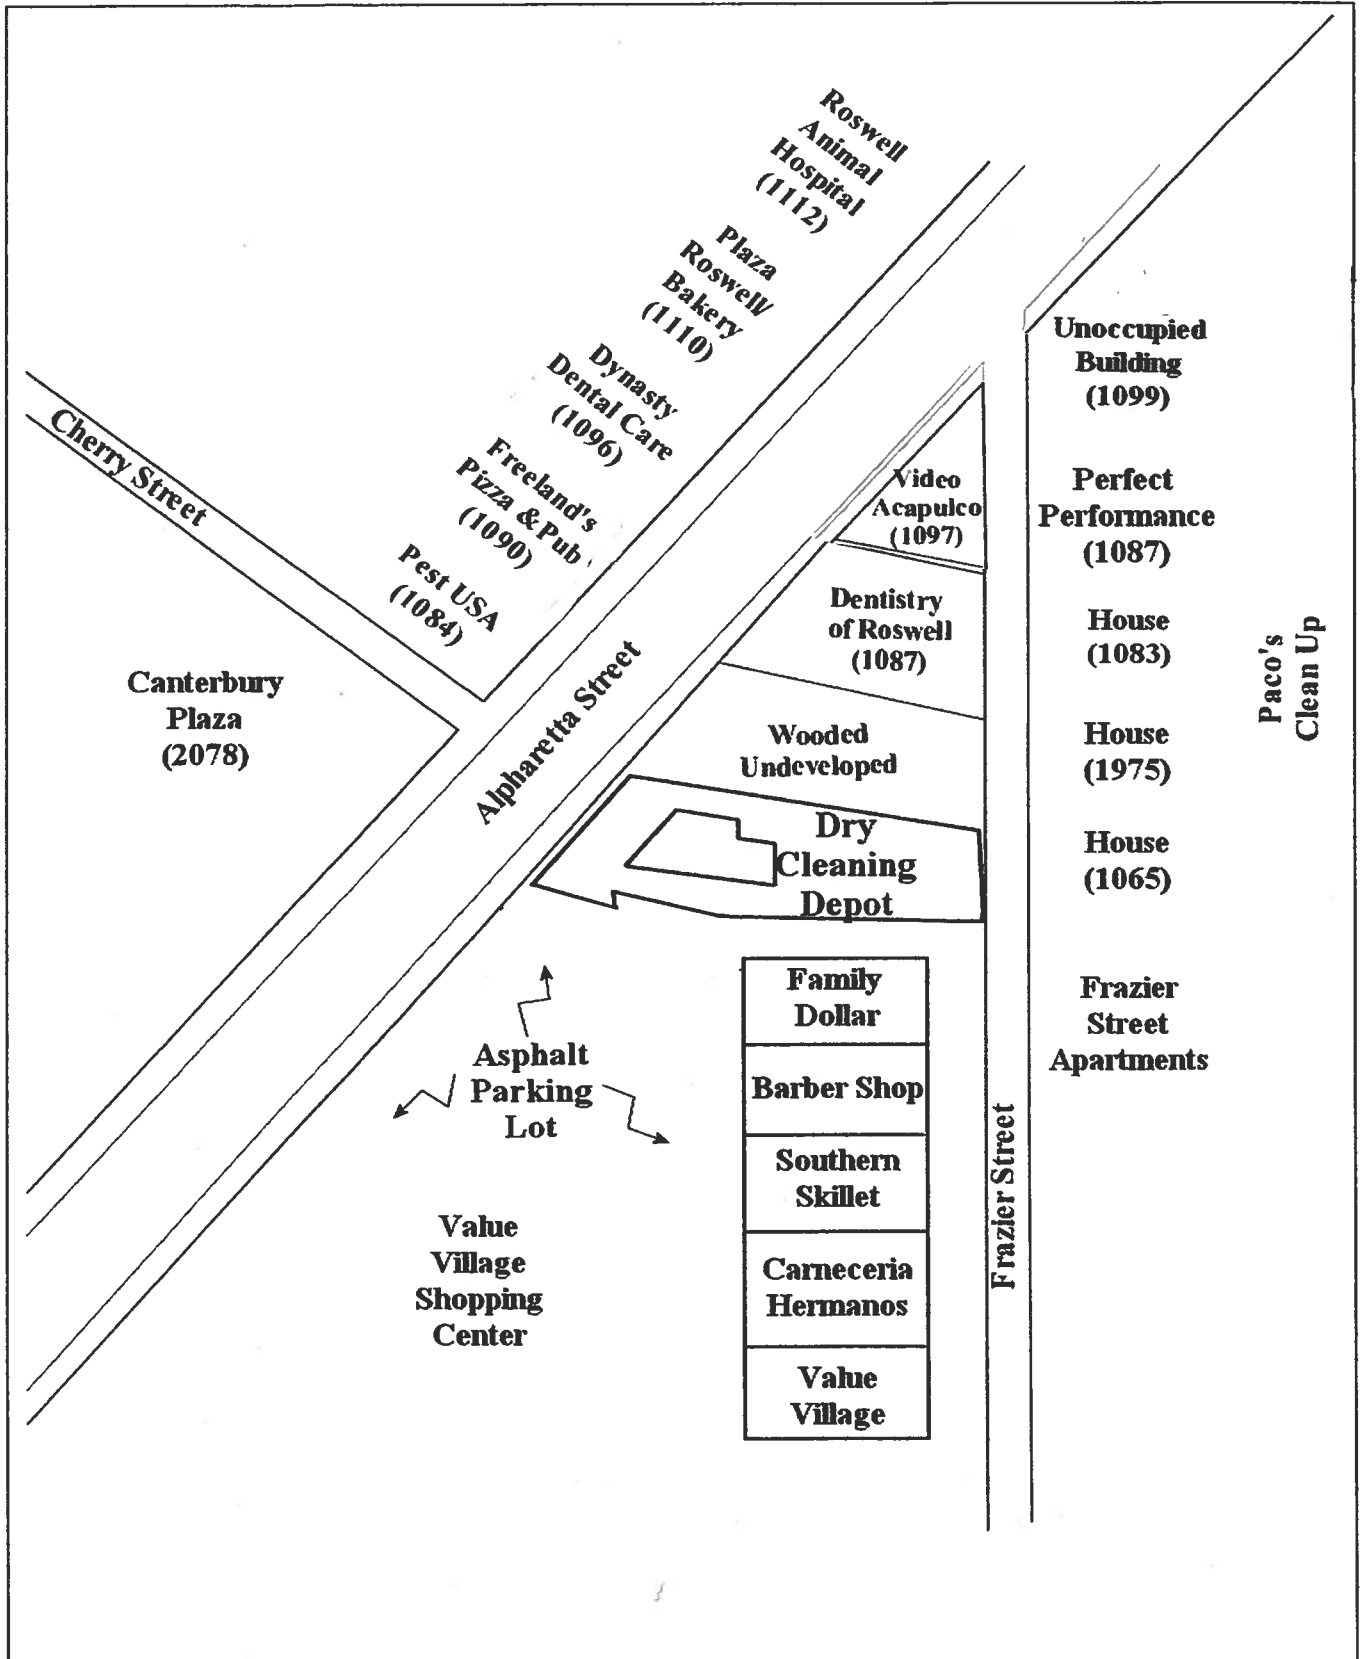 Roswell
Animal
Hospital
(1112)
Plaza
Roswell/
Bakery
(1110)
Dynasty
Dental Care
(1096)
Freeland's
Pizza & Pub
(1090)
Pest USA
(1084)
Cherry Street
Canterbury
Plaza
(2078)
Alpharetta Street
Video
Acapulco
(1097)
Dentistry
of Roswell
(1087)
Wooded
Undeveloped
Dry
Cleaning
Depot
Unoccupied
Building
(1099)
Perfect
Performance
(1087)
House
(1083)
House
(1975)
House
(1065)
Paco's
Clean Up
Frazier
Street
Apartments
Frazier Street
Family
Dollar
Barber Shop
Southern
Skillet
Carneceria
Hermanos
Value
Village
Asphalt
Parking
Lot
Value
Village
Shopping
Center